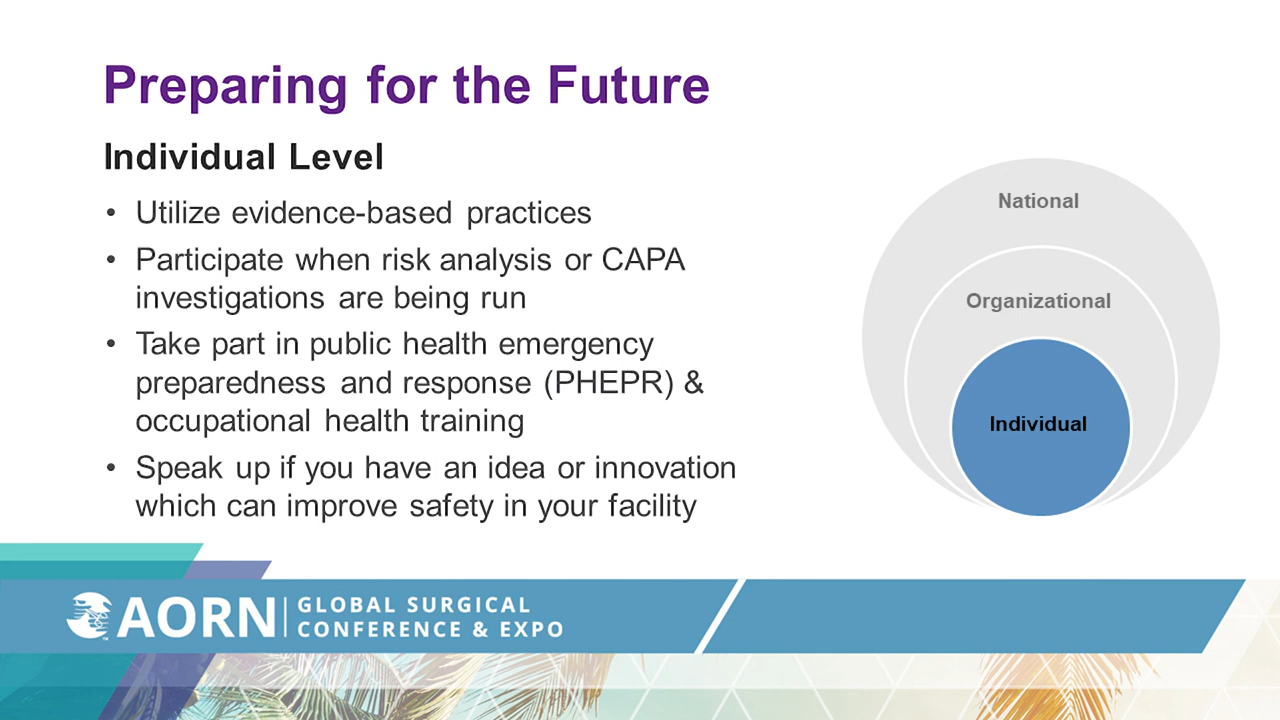 Preparing for the Future
Individual Level
• Utilize evidence-based practices
• Participate when risk analysis or CAPA
investigations are being run
• Take part in public health emergency
preparedness and response (PHEPR) &
occupational health training
• Speak up if you have an idea or innovation
which can improve safety in your facility
National
Organizational
Individual
AORN
GLOBAL SURGICAL
CONFERENCE & EXPO